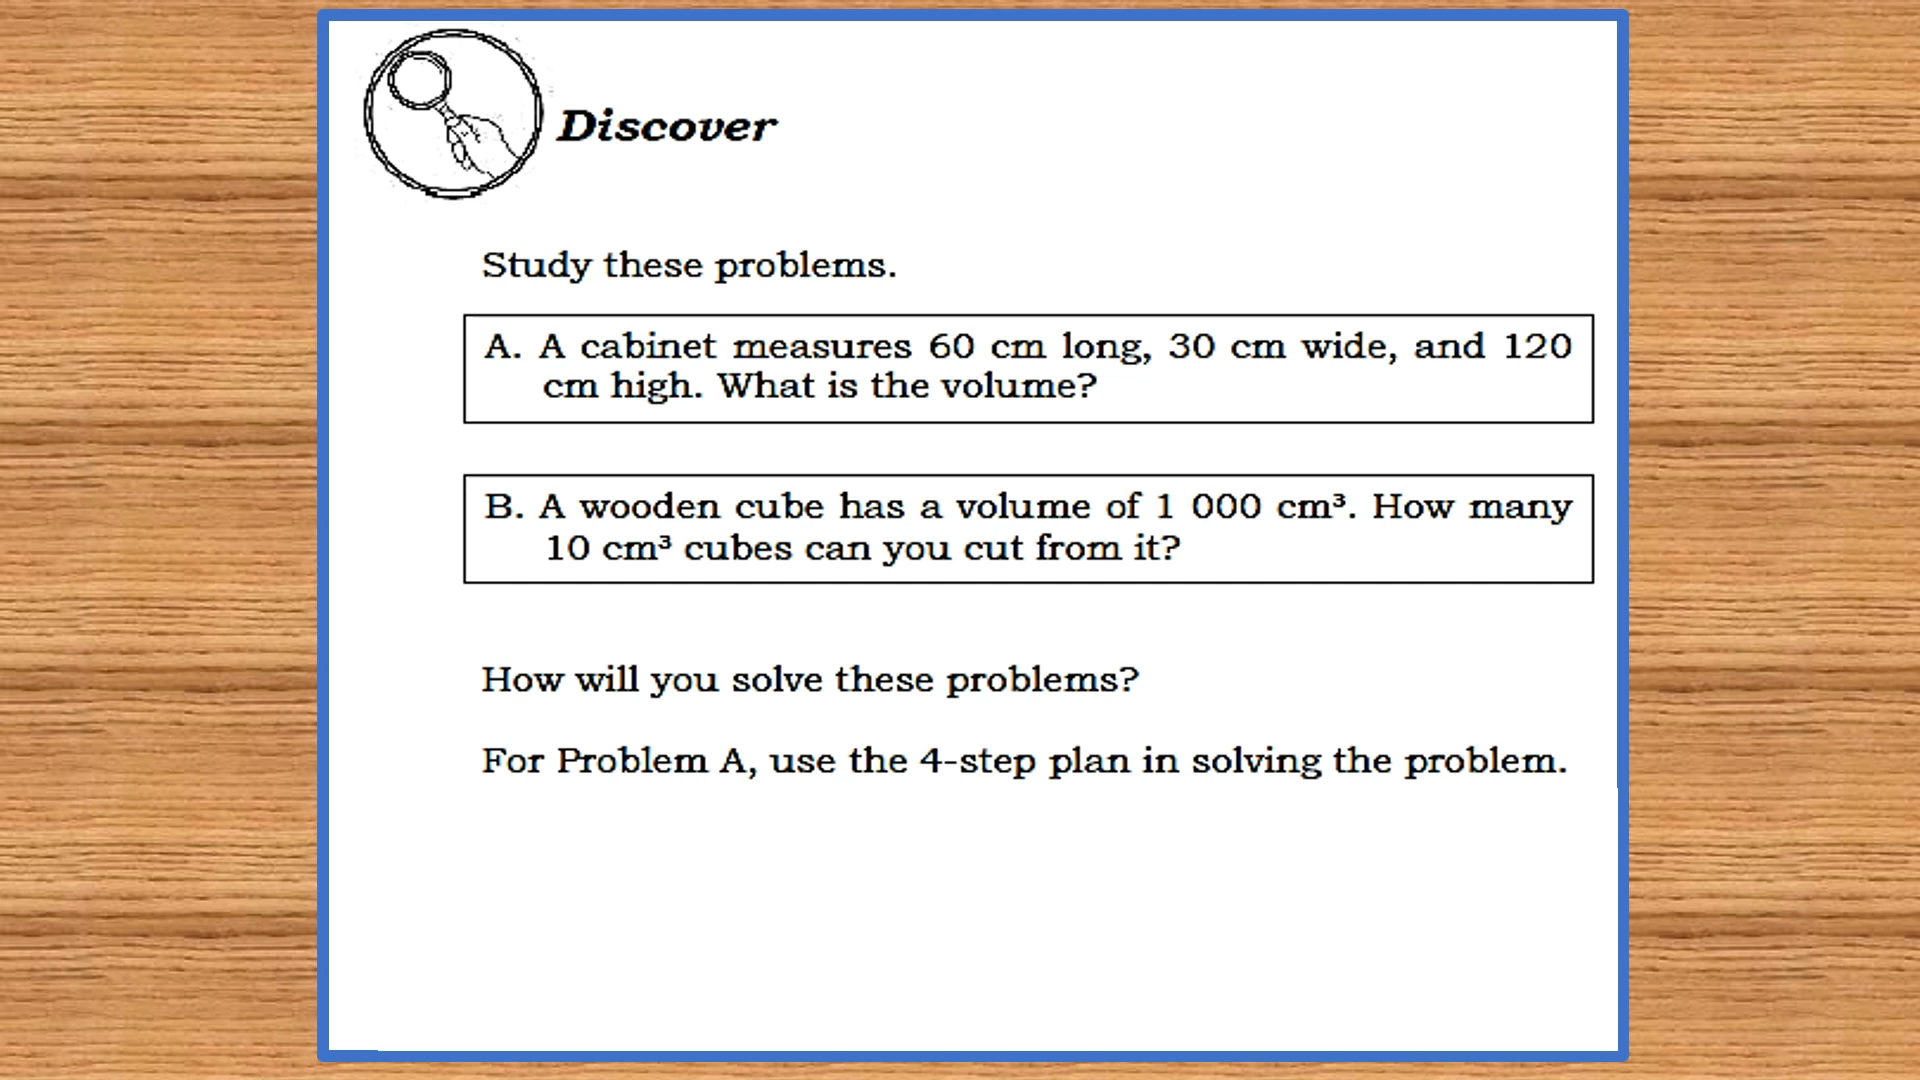 Discover
Study these problems.
A. A cabinet measures 60 cm long, 30 cm wide, and 120
cm high. What is the volume?
B. A wooden cube has a volume of 1 000 cm³. How many
10 cm³ cubes can you cut from it?
How will you solve these problems?
For Problem A, use the 4-step plan in solving the problem.